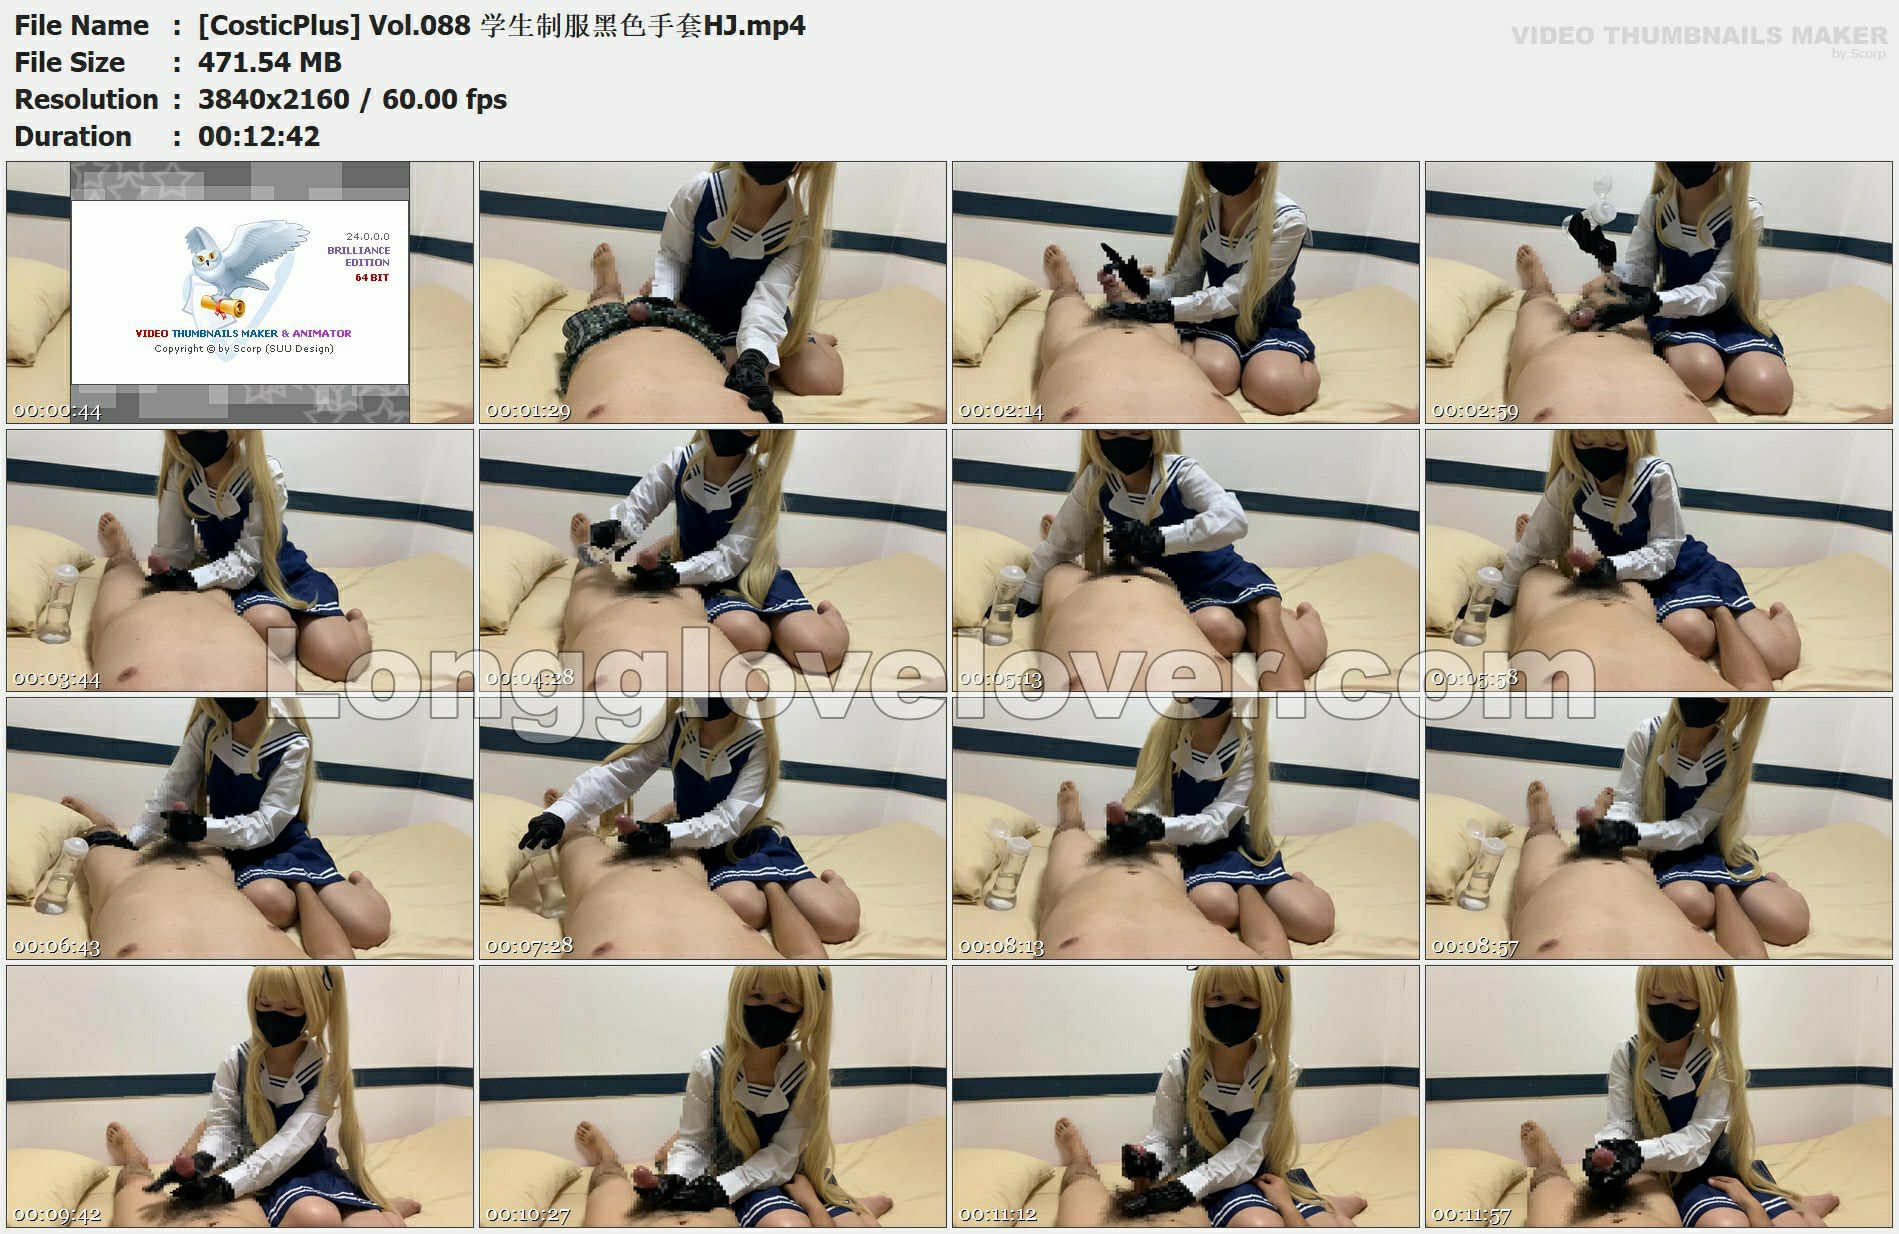 File Name : [CosticPlus] Vol.088 学生制服黑色手套HJ.mp4
VIDEO THUMBNAILS MAKER
by Scorp
File Size : 471.54 MB
Resolution : 3840x2160 / 60.00 fps
Duration : 00:12:42
24.0.0.0
BRILLIANCE
EDITION
64 BIT
VIDEO THUMBNAILS MAKER & ANIMATOR
Copyright © by Scorp (SUU Design)
00:00:44
00:01:29
00:02:14
00:02:59
00:03:44
00:04:28
00:05:13
00:05:58
Longglovelover.com
00:06:43
00:07:28
00:08:13
00:08:57
00:09:42
00:10:27
00:11:12
00:11:57